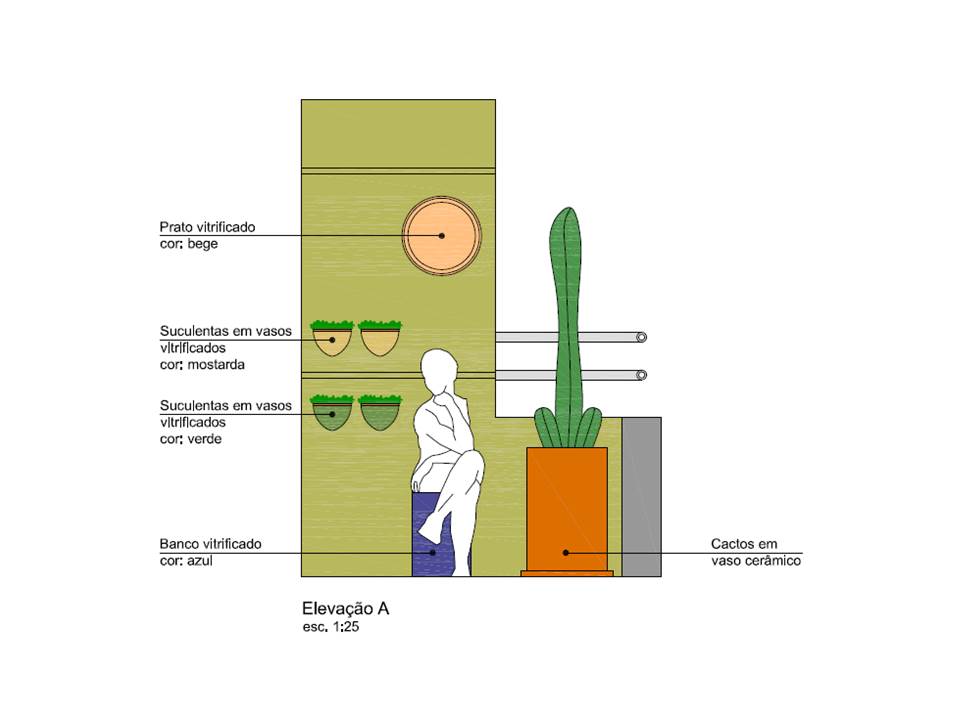 Prato vitrificado
cor: bege
Suculentas em vasos
vitrificados
cor: mostarda
Suculentas em vasos
vitrificados
cor: verde
Banco vitrificado
cor: azul
Cactos em
vaso cerâmico
Elevação A
esc. 1:25